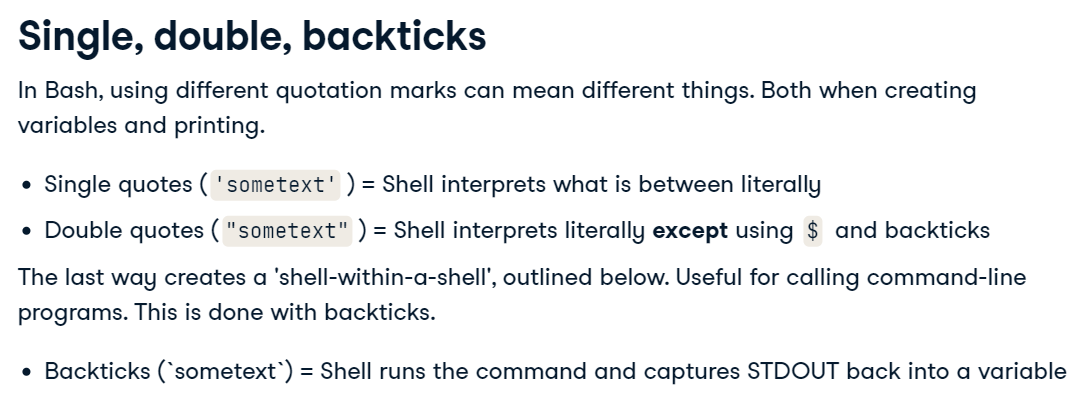 Single, double, backticks
In Bash, using different quotation marks can mean different things. Both when creating
variables and printing.
• Single quotes ( 'sometext' ) = Shell interprets what is between literally
• Double quotes ( "sometext" ) = Shell interprets literally except using $ and backticks
The last way creates a 'shell-within-a-shell', outlined below. Useful for calling command-line
programs. This is done with backticks.
• Backticks (`sometext`) = Shell runs the command and captures STDOUT back into a variable